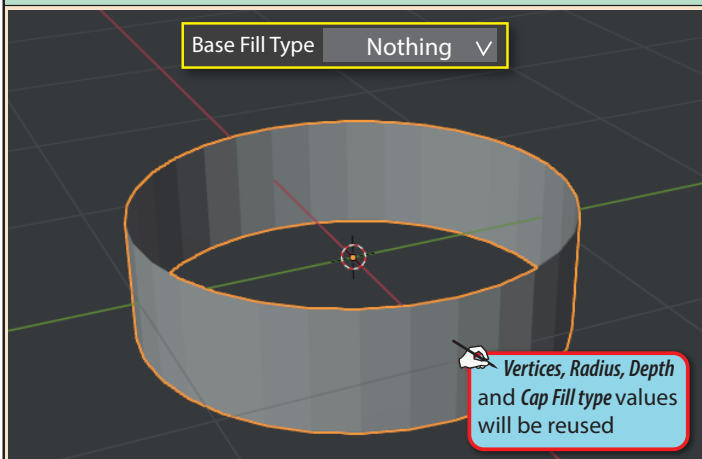 Base Fill Type Nothing
Vertices, Radius, Depth
and Cap Fill type values
will be reused